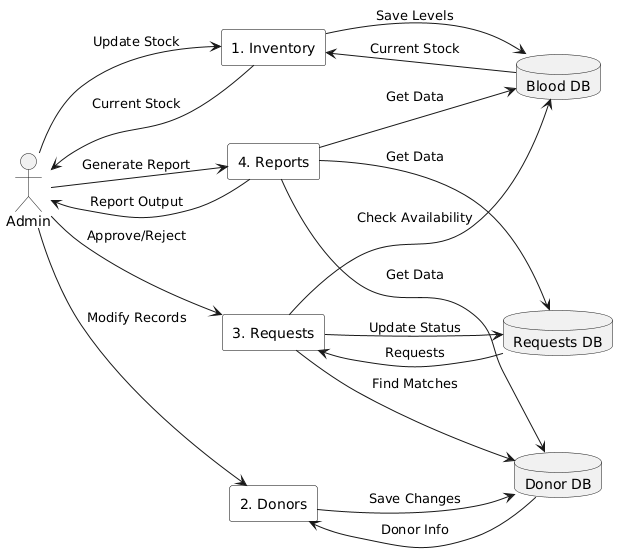 Save Levels
Update Stock
1. Inventory
Current Stock
Blood DB
Current Stock
Get Data
Generate Report
4. Reports
Get Data
Report Output
Admin
Check Availability
Approve/Reject
Get Data
Modify Records
3. Requests
Update Status
Requests DB
Requests
Find Matches
Donor DB
2. Donors
Save Changes
Donor Info